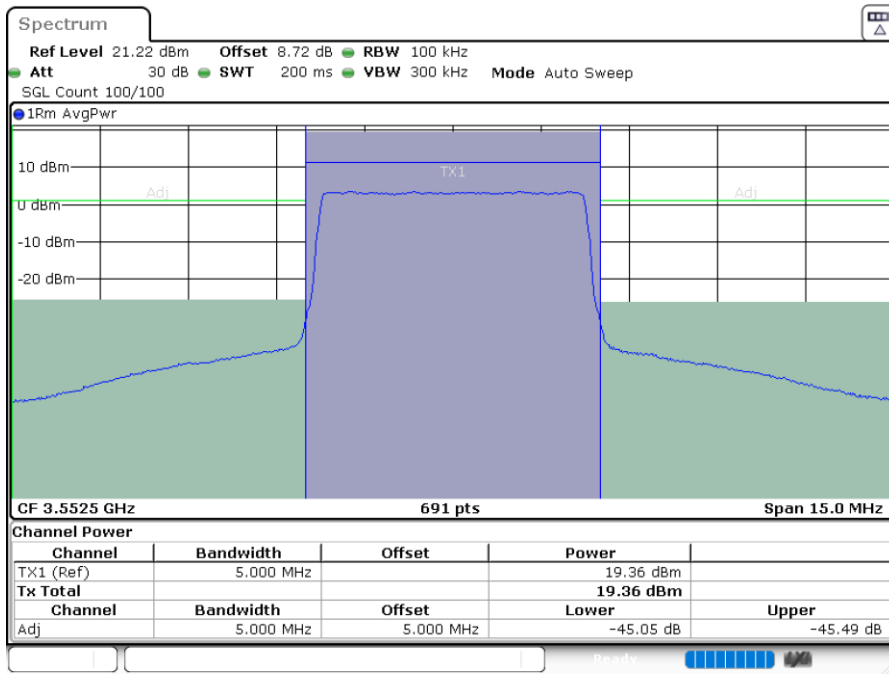 Spectrum
Ref Level 21.22 dBm Offset 8.72 dB RBW 100 kHz
Att 30 dB SWT 200 ms VBW 300 kHz Mode Auto Sweep
SGL Count 100/100
1Rm AvgPwr
10 dBm
TX1
Adj Adj
0 dBm
-10 dBm
-20 dBm
CF 3.5525 GHz 691 pts Span 15.0 MHz
Channel Power
Channel Bandwidth Offset Power
TX1 (Ref) 5.000 MHz 19.36 dBm
Tx Total 19.36 dBm
Channel Bandwidth Offset Lower Upper
Adj 5.000 MHz 5.000 MHz -45.05 dB -45.49 dB
Ready